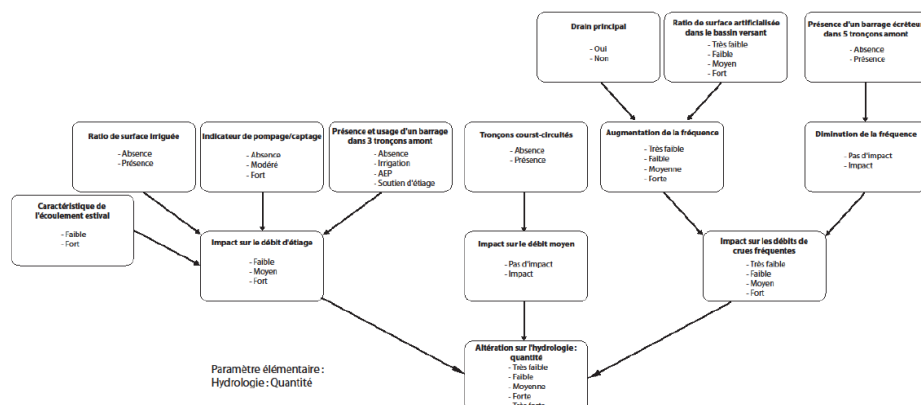 Drain principal
- Oui
- Non
Ratio de surface artificialisée
dans le bassin versant
- Très faible
- Faible
- Moyen
- Fort
Présence d'un barrage écrêteur
dans 5 tronçons amont
- Absence
- Présence
Ratio de surface irriguée
- Absence
- Présence
Indicateur de pompage/captage
- Absence
- Modéré
- Fort
Présence et usage d'un barrage
dans 3 tronçons amont
- Absence
- Irrigation
- AEP
- Soutien d'étiage
Tronçons courst-circuités
- Absence
- Présence
Augmentation de la fréquence
- Très faible
- Faible
- Moyenne
- Forte
Diminution de la fréquence
- Pas d'impact
- Impact
Caractéristique de
l'écoulement estival
- Faible
- Fort
Impact sur le débit d'étiage
- Faible
- Moyen
- Fort
Impact sur le débit moyen
- Pas d'impact
- Impact
Impact sur les débits de
crues fréquentes
- Très faible
- Faible
- Moyen
- Fort
Altération sur l'hydrologie :
quantité
- Très faible
- Faible
- Moyenne
- Forte
- Très forte
Paramètre élémentaire :
Hydrologie : Quantité